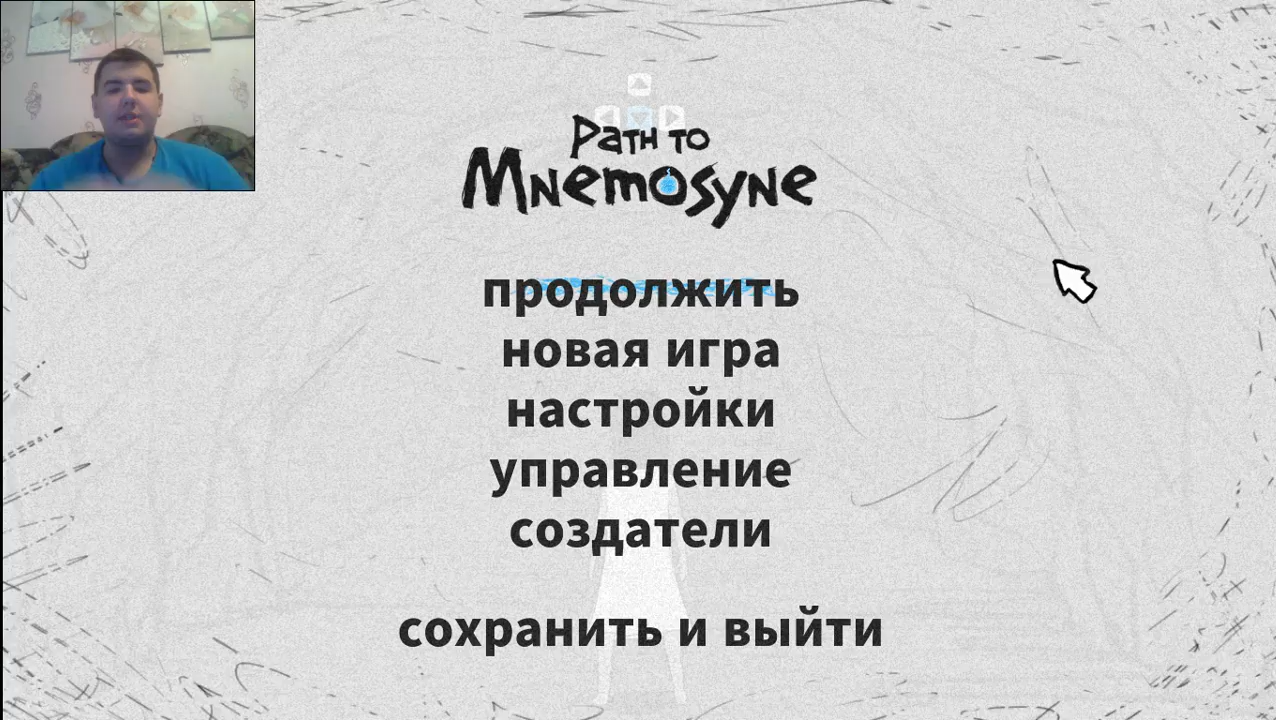 PATH TO
MNEMOSYNE
продолжить
новая игра
настройки
управление
создатели
сохранить и выйти